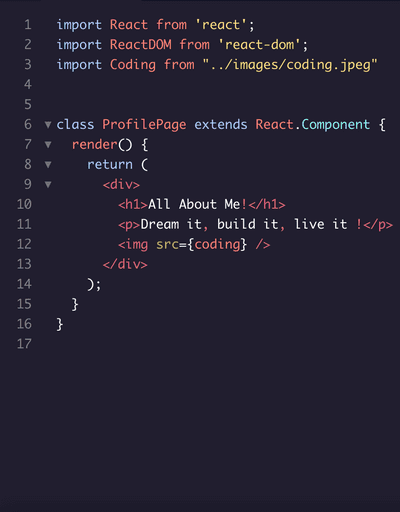 1 import React from 'react';
2 import ReactDOM from 'react-dom';
3 import Coding from "../images/coding.jpeg"
4
5
6 class ProfilePage extends React.Component {
7 render() {
8 return (
9 <div>
10 <h1>All About Me!</h1>
11 <p>Dream it, build it, live it !</p>
12 <img src={coding} />
13 </div>
14 );
15 }
16 }
17